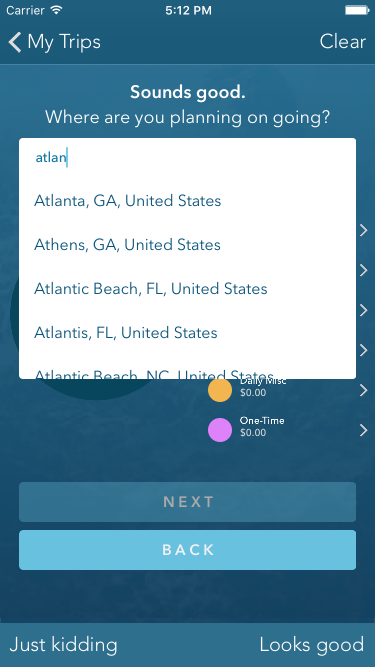 Carrier 5:12 PM
My Trips Clear
Sounds good.
Where are you planning on going?
atlan
Atlanta, GA, United States
Athens, GA, United States
Atlantic Beach, FL, United States
Atlantis, FL, United States
Atlantic Beach, NC, United States
Daily Misc
$0.00
One-Time
$0.00
NEXT
BACK
Just kidding Looks good